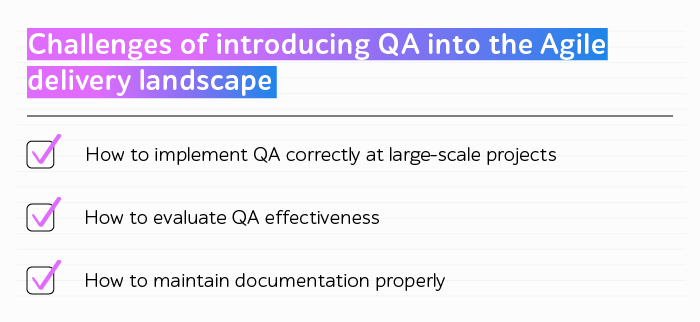 Challenges of introducing QA into the Agile
delivery landscape
How to implement QA correctly at large-scale projects
How to evaluate QA effectiveness
How to maintain documentation properly